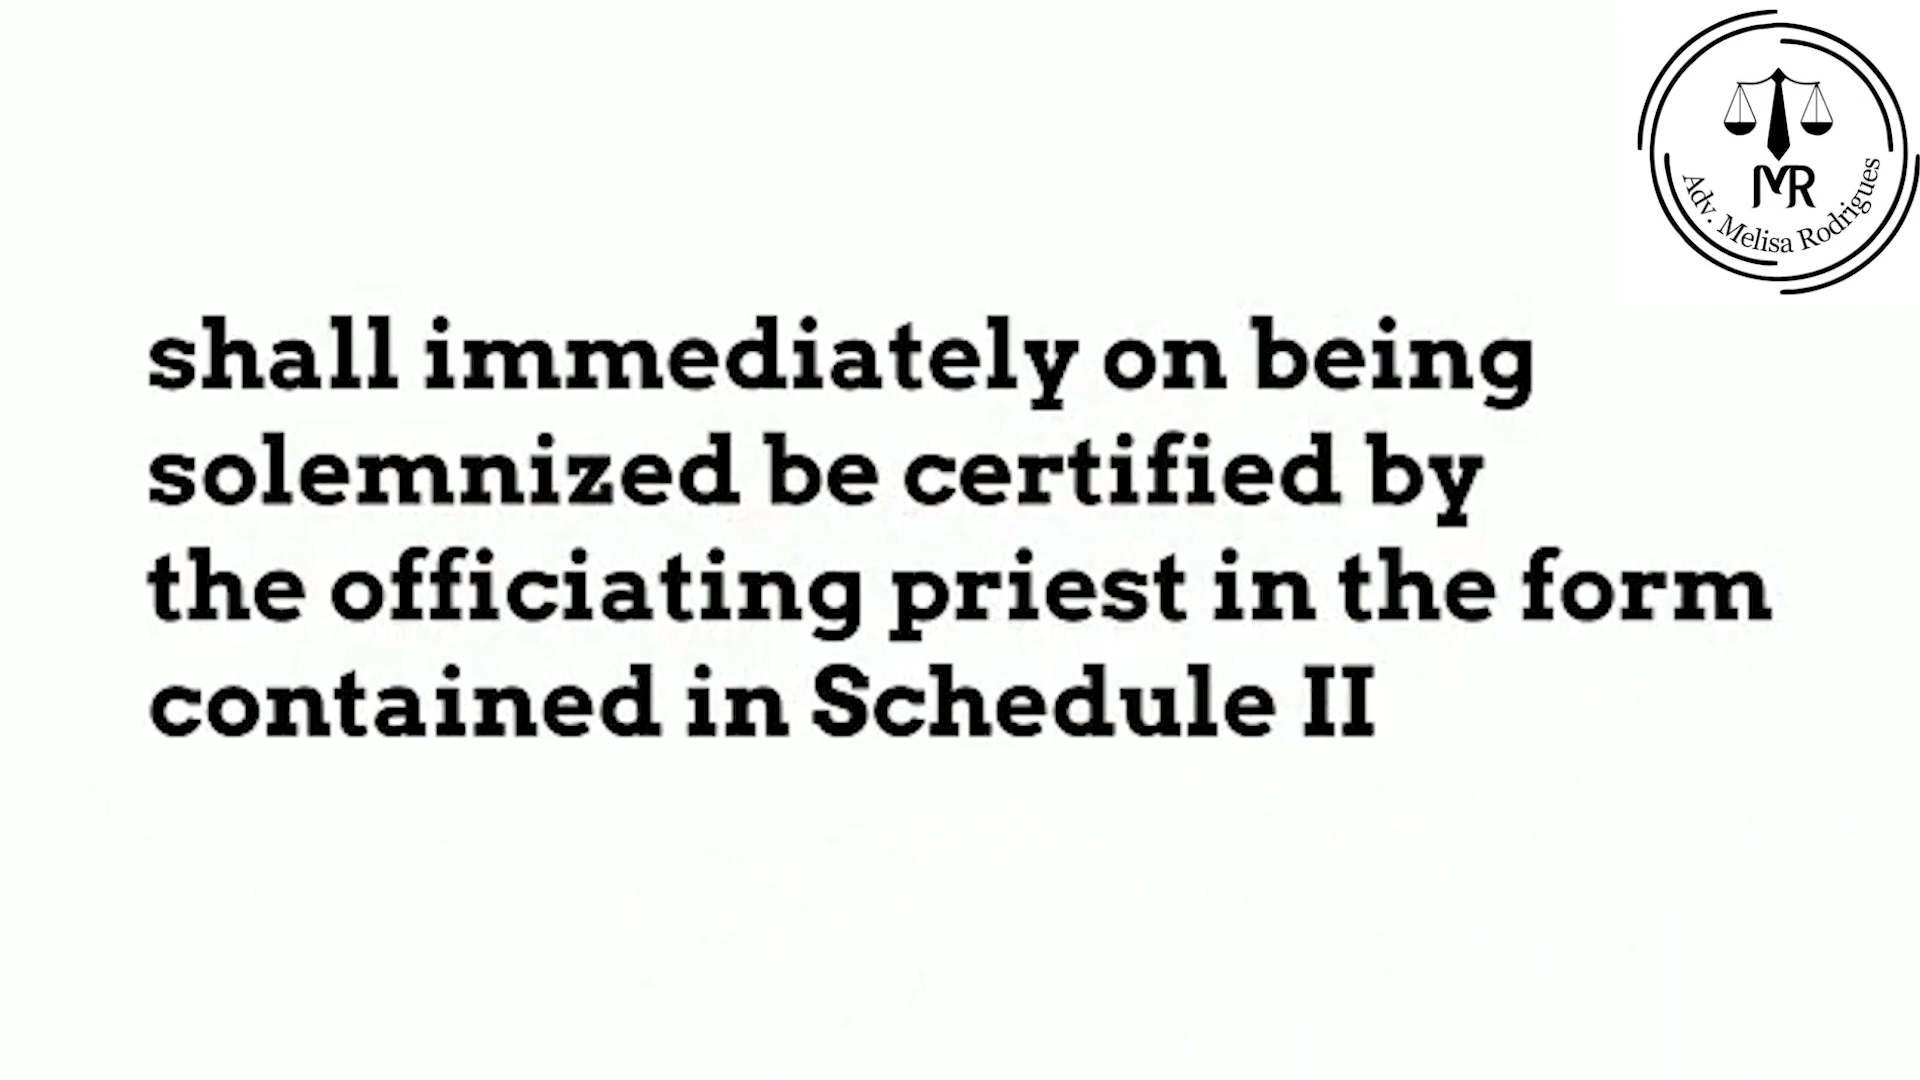 MR
Adv. Melisa Rodrigues
shall immediately on being
solemnized be certified by
the officiating priest in the form
contained in Schedule II